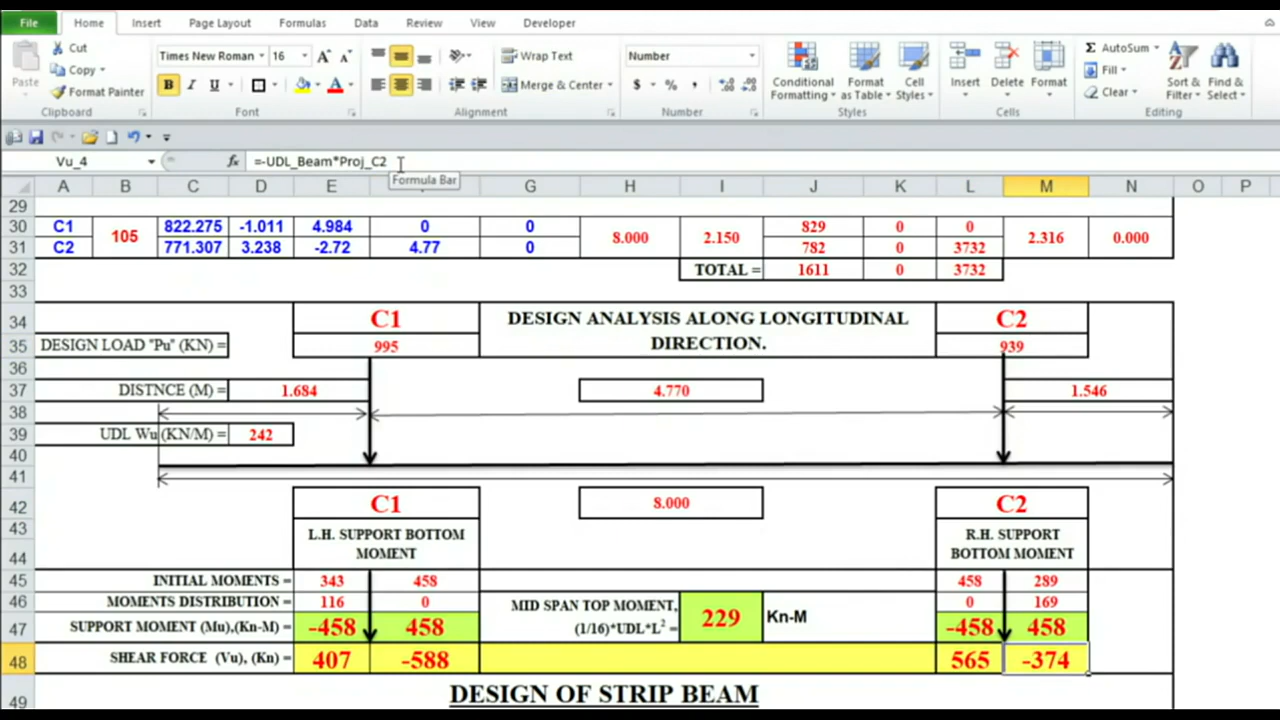 File Home Insert Page Layout Formulas Data Review View Developer
Cut Times New Roman 16 A A Wrap Text Number Σ AutoSum
Paste Copy Conditional Formatting Format as Table Cell Styles Insert Delete Format Fill Sort & Filter Find & Select
Format Painter B I U A Merge & Center $ % , Clear
Clipboard Font Alignment Number Styles Cells Editing
Vu_4 fx =-UDL_Beam*Proj_C2
Formula Bar
A B C D E G H I J K L M N O P
29
30 C1 105 822.275 -1.011 4.984 0 0 8.000 2.150 829 0 0 2.316 0.000
31 C2 771.307 3.238 -2.72 4.77 0 782 0 3732
32 TOTAL = 1611 0 3732
33
34 C1 DESIGN ANALYSIS ALONG LONGITUDINAL DIRECTION. C2
35 DESIGN LOAD "Pu" (KN) = 995 939
36
37 DISTNCE (M) = 1.684 4.770 1.546
38
39 UDL Wu (KN/M) = 242
40
41
42 C1 8.000 C2
43 L.H. SUPPORT BOTTOM R.H. SUPPORT
44 MOMENT BOTTOM MOMENT
45 INITIAL MOMENTS = 343 458 458 289
46 MOMENTS DISTRIBUTION = 116 0 MID SPAN TOP MOMENT, 0 169
47 SUPPORT MOMENT (Mu),(Kn-M) = -458 458 (1/16)*UDL*L² = 229 Kn-M -458 458
48 SHEAR FORCE (Vu), (Kn) = 407 -588 565 -374
49 DESIGN OF STRIP BEAM